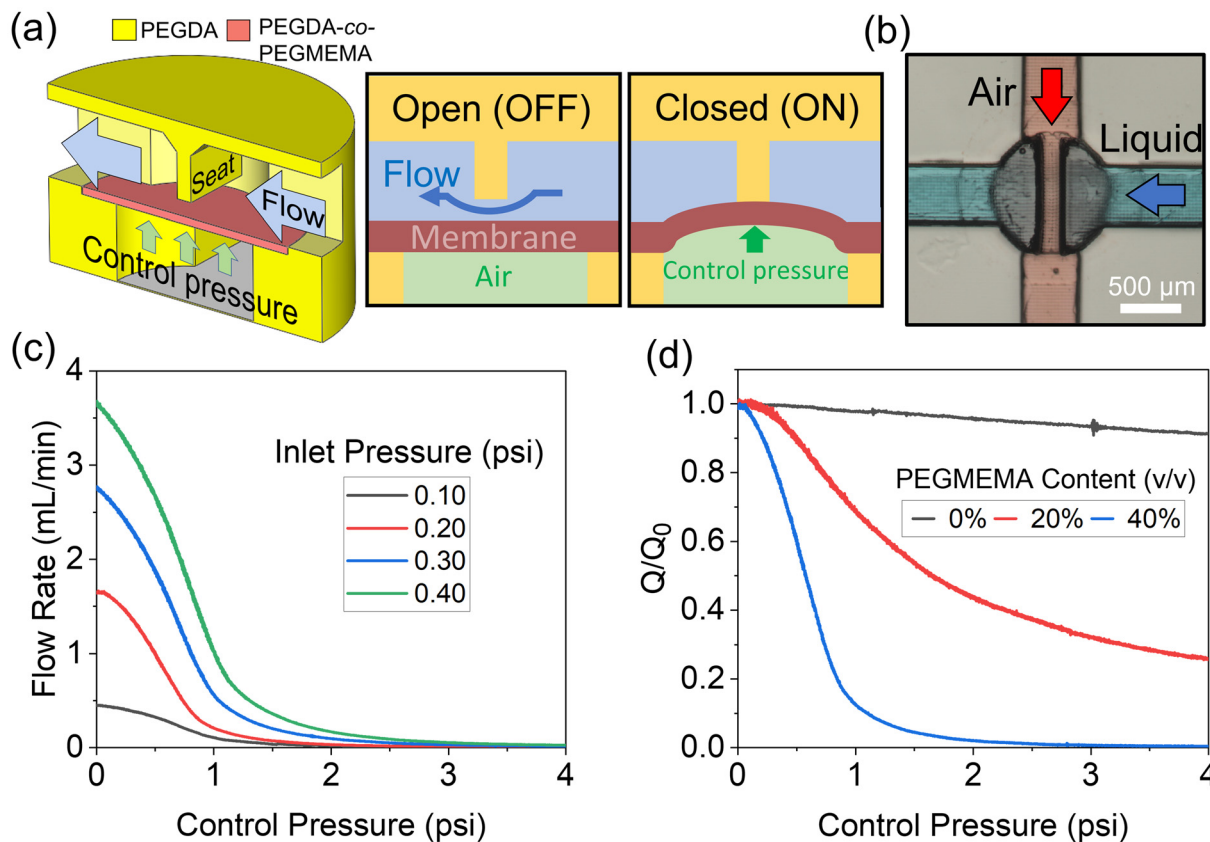 (a)
PEGDA
PEGDA-co-
PEGMEMA
Seat
Flow
Control pressure
Open (OFF)
Flow
Membrane
Air
Closed (ON)
Control pressure
(b)
Air
Liquid
500 µm
(c)
Flow Rate (mL/min)
4
3
2
1
0
Inlet Pressure (psi)
0.10
0.20
0.30
0.40
0 1 2 3 4
Control Pressure (psi)
(d)
Q/Q₀
1.0
0.8
0.6
0.4
0.2
0.0
PEGMEMA Content (v/v)
0% 20% 40%
0 1 2 3 4
Control Pressure (psi)